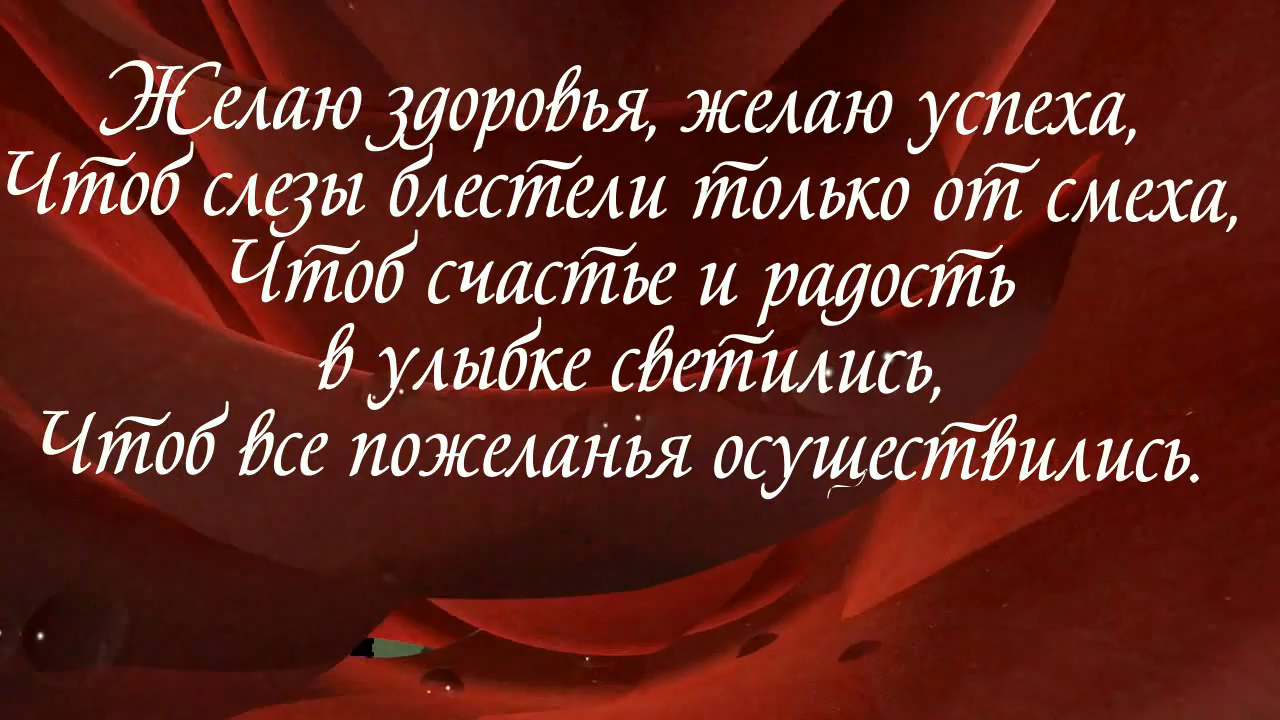 Желаю здоровья, желаю успеха,
Чтоб слезы блестели только от смеха,
Чтоб счастье и радость
в улыбке светились,
Чтоб все пожеланья осуществились.